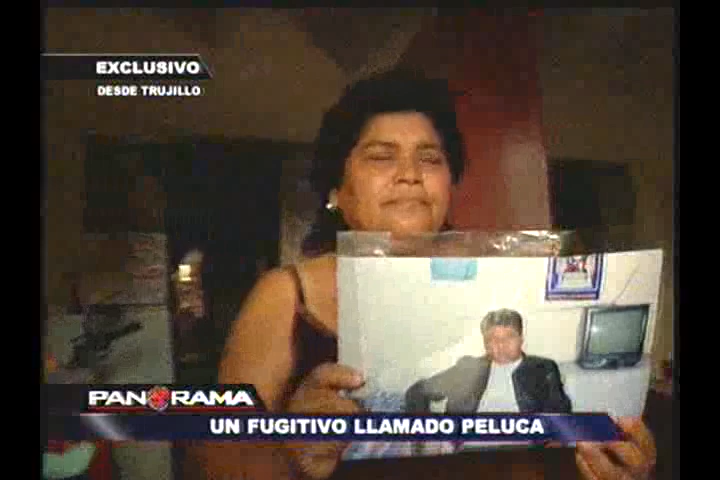 EXCLUSIVO
DESDE TRUJILLO
PANORAMA
UN FUGITIVO LLAMADO PELUCA